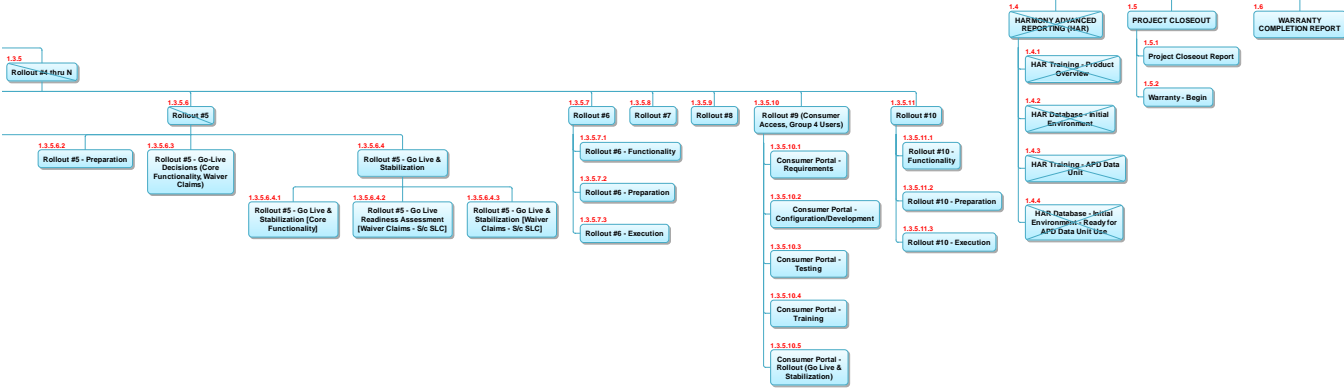 1.4
HARMONY ADVANCED
REPORTING (HAR)
1.5
PROJECT CLOSEOUT
1.6
WARRANTY
COMPLETION REPORT
1.3.5
Rollout #4 thru N
1.4.1
HAR Training - Product
Overview
1.5.1
Project Closeout Report
1.5.2
Warranty - Begin
1.3.5.6
Rollout #5
1.3.5.7
Rollout #6
1.3.5.8
Rollout #7
1.3.5.9
Rollout #8
1.3.5.10
Rollout #9 (Consumer
Access, Group 4 Users)
1.3.5.11
Rollout #10
1.4.2
HAR Database - Initial
Environment
1.3.5.6.2
Rollout #5 - Preparation
1.3.5.6.3
Rollout #5 - Go-Live
Decisions (Core
Functionality, Waiver
Claims)
1.3.5.6.4
Rollout #5 - Go Live &
Stabilization
1.3.5.7.1
Rollout #6 - Functionality
1.3.5.10.1
Consumer Portal -
Requirements
1.3.5.11.1
Rollout #10 -
Functionality
1.4.3
HAR Training - APD Data
Unit
1.3.5.6.4.1
Rollout #5 - Go Live &
Stabilization [Core
Functionality]
1.3.5.6.4.2
Rollout #5 - Go Live
Readiness Assessment
[Waiver Claims - S/c SLC]
1.3.5.6.4.3
Rollout #5 - Go Live &
Stabilization [Waiver
Claims - S/c SLC]
1.3.5.7.2
Rollout #6 - Preparation
1.3.5.10.2
Consumer Portal -
Configuration/Development
1.3.5.11.2
Rollout #10 - Preparation
1.4.4
HAR Database - Initial
Environment - Ready for
APD Data Unit Use
1.3.5.7.3
Rollout #6 - Execution
1.3.5.10.3
Consumer Portal -
Testing
1.3.5.11.3
Rollout #10 - Execution
1.3.5.10.4
Consumer Portal -
Training
1.3.5.10.5
Consumer Portal -
Rollout (Go Live &
Stabilization)